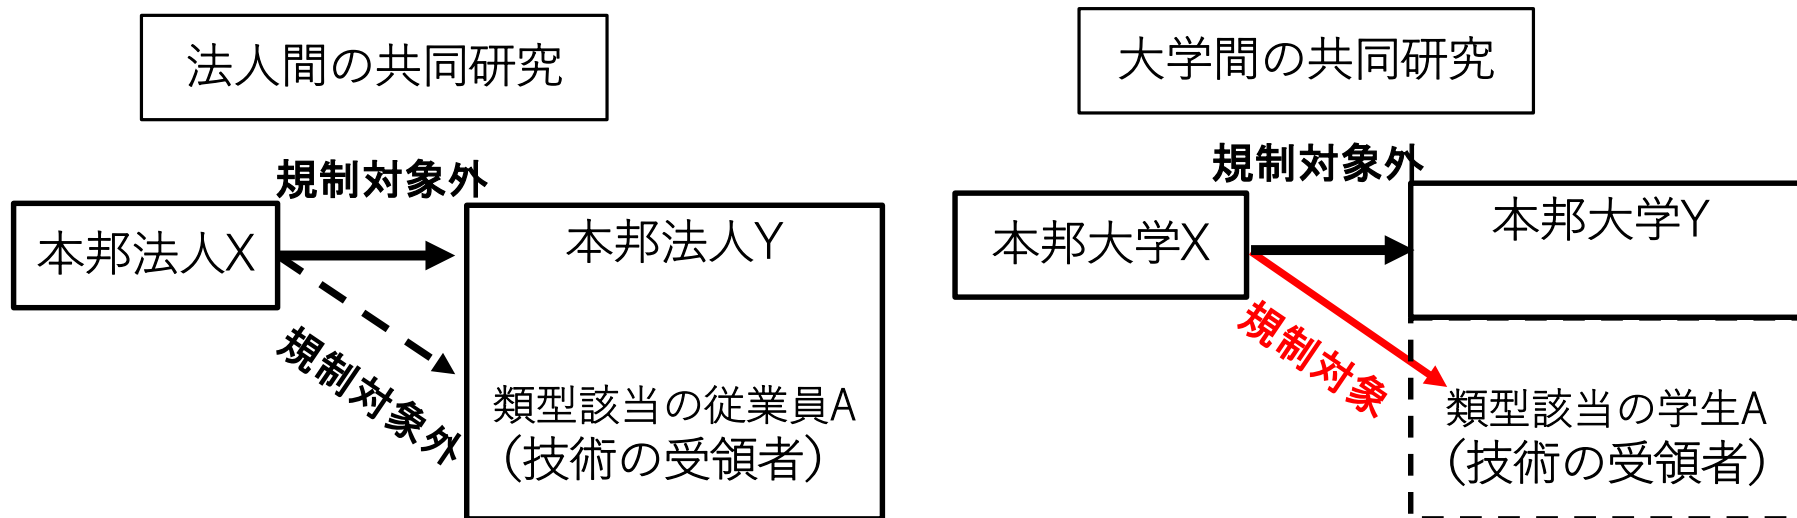 法人間の共同研究
規制対象外
本邦法人X
本邦法人Y
規制対象外
類型該当の従業員A
（技術の受領者）
大学間の共同研究
規制対象外
本邦大学X
本邦大学Y
規制対象
類型該当の学生A
（技術の受領者）